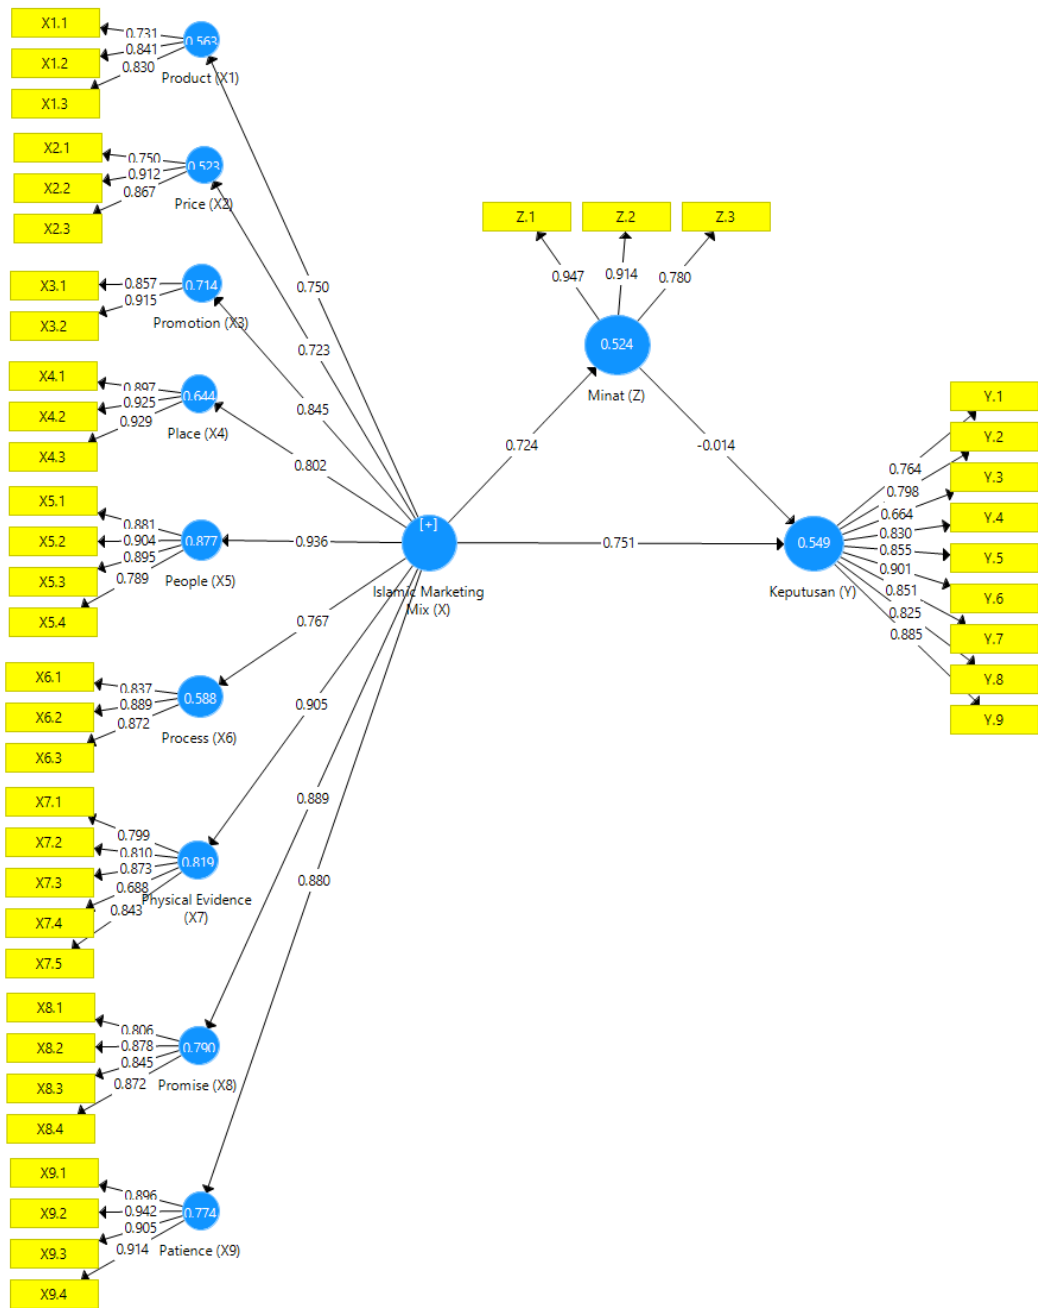 X1.1
0.731
X1.2
0.841
0.563
0.830
Product (X1)
X1.3
X2.1
0.750
X2.2
0.912
0.523
0.867
Price (X2)
X2.3
X3.1
0.857
0.714
0.915
X3.2
Promotion (X3)
X4.1
0.897
X4.2
0.925
0.644
0.929
Place (X4)
X4.3
X5.1
0.881
X5.2
0.904
0.877
0.895
X5.3
0.789
People (X5)
X5.4
X6.1
0.837
X6.2
0.889
0.588
0.872
Process (X6)
X6.3
X7.1
0.799
X7.2
0.810
0.819
0.873
X7.3
0.688
0.843
Physical Evidence
(X7)
X7.4
X7.5
X8.1
0.806
X8.2
0.878
0.790
0.845
X8.3
0.872
Promise (X8)
X8.4
X9.1
0.896
X9.2
0.942
0.774
0.905
X9.3
0.914
Patience (X9)
X9.4
0.750
0.723
0.845
0.802
0.936
0.767
0.905
0.889
0.880
[+]
Islamic Marketing
Mix (X)
0.724
0.751
Z.1
Z.2
Z.3
0.947
0.914
0.780
0.524
Minat (Z)
-0.014
0.549
Keputusan (Y)
0.764
0.798
0.664
0.830
0.855
0.901
0.851
0.825
0.885
Y.1
Y.2
Y.3
Y.4
Y.5
Y.6
Y.7
Y.8
Y.9